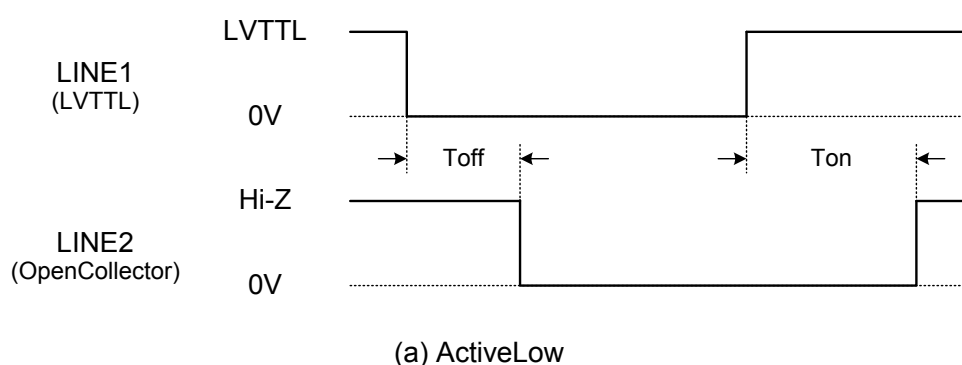 LVTTL
LINE1
(LVTTL)
0V
Toff
Ton
Hi-Z
LINE2
(OpenCollector)
0V
(a) ActiveLow